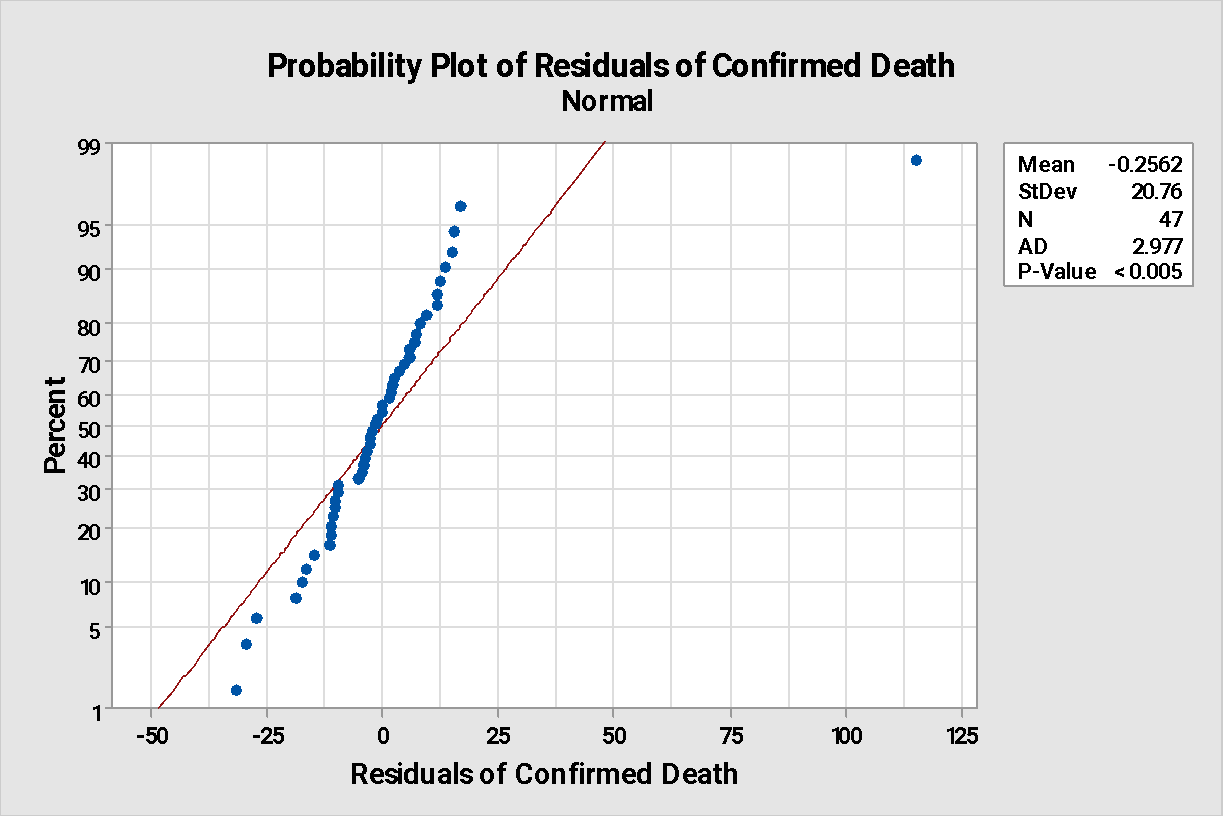 Probability Plot of Residuals of Confirmed Death
Normal
99
95
90
80
70
60
50
40
30
20
10
5
1
Percent
-50 -25 0 25 50 75 100 125
Residuals of Confirmed Death
Mean -0.2562
StDev 20.76
N 47
AD 2.977
P-Value <0.005